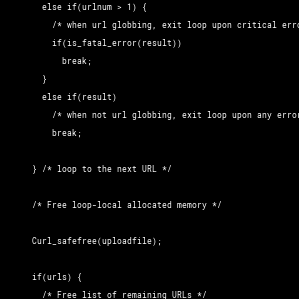 else if(urlnum > 1) {
/* when url globbing, exit loop upon critical
if(is_fatal_error(result))
break;
}
else if(result)
/* when not url globbing, exit loop upon any
break;
} /* loop to the next URL */
/* Free loop-local allocated memory */
Curl_safefree(uploadfile);
if(urls) {
/* Free list of remaining URLs */